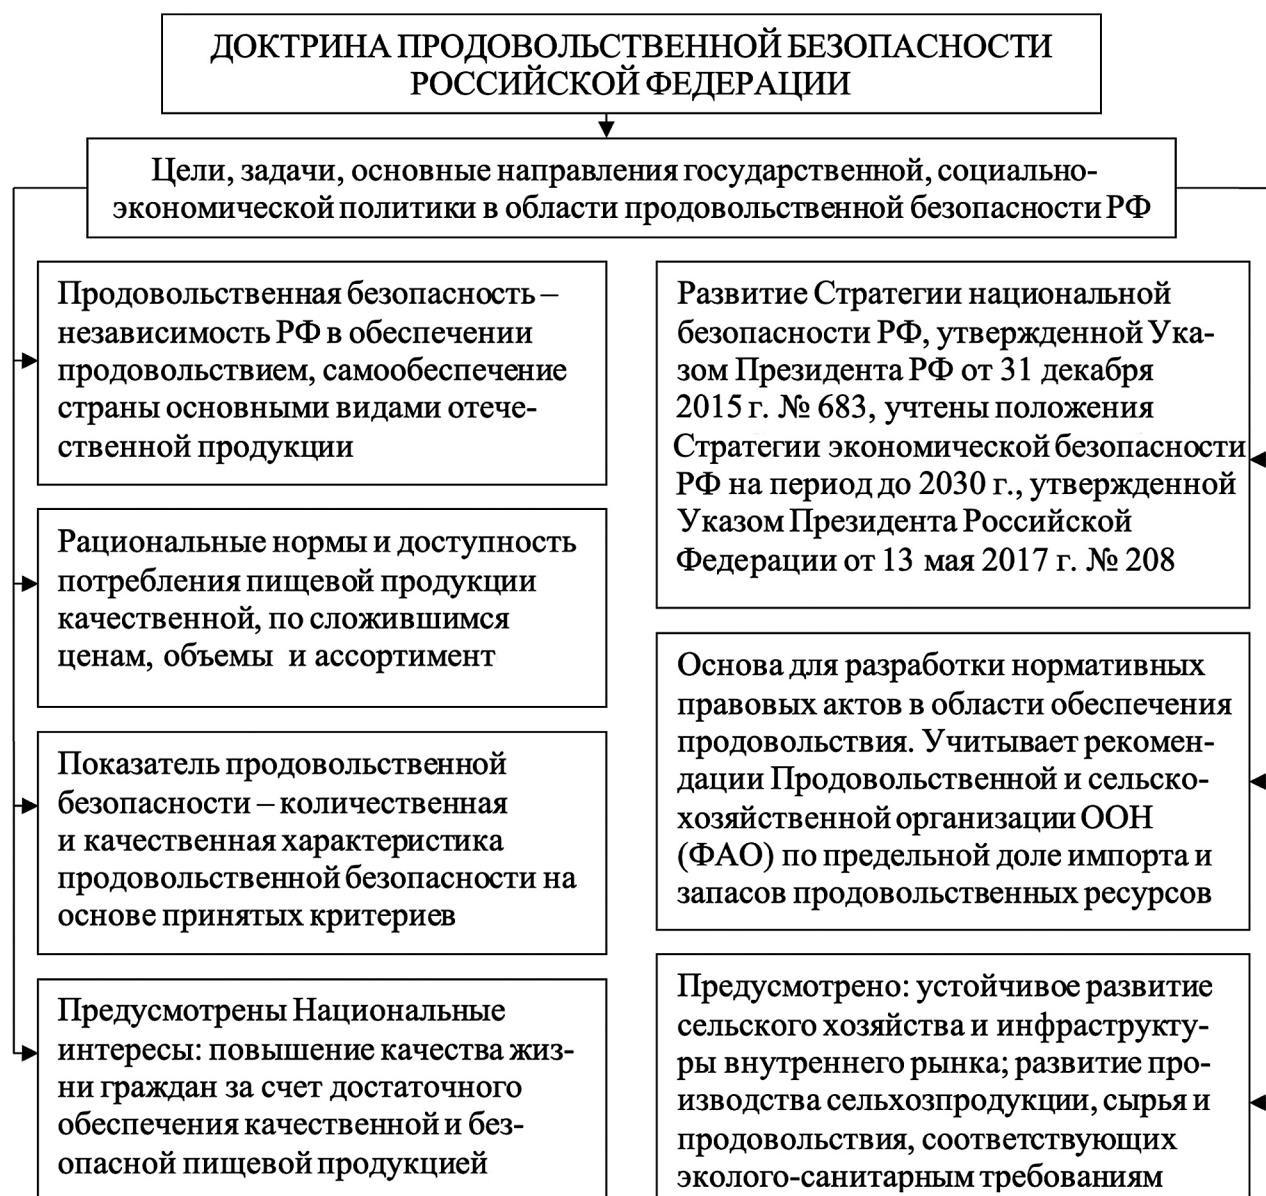 ДОКТРИНА ПРОДОВОЛЬСТВЕННОЙ БЕЗОПАСНОСТИ
РОССИЙСКОЙ ФЕДЕРАЦИИ
Цели, задачи, основные направления государственной, социально-
экономической политики в области продовольственной безопасности РФ
Продовольственная безопасность –
независимость РФ в обеспечении
продовольствием, самообеспечение
страны основными видами отече-
ственной продукции
Рациональные нормы и доступность
потребления пищевой продукции
качественной, по сложившимся
ценам, объемы и ассортимент
Показатель продовольственной
безопасности – количественная
и качественная характеристика
продовольственной безопасности на
основе принятых критериев
Предусмотрены Национальные
интересы: повышение качества жиз-
ни граждан за счет достаточного
обеспечения качественной и без-
опасной пищевой продукцией
Развитие Стратегии национальной
безопасности РФ, утвержденной Ука-
зом Президента РФ от 31 декабря
2015 г. № 683, учтены положения
Стратегии экономической безопасности
РФ на период до 2030 г., утвержденной
Указом Президента Российской
Федерации от 13 мая 2017 г. № 208
Основа для разработки нормативных
правовых актов в области обеспечения
продовольствия. Учитывает рекомен-
дации Продовольственной и сельско-
хозяйственной организации ООН
(ФАО) по предельной доле импорта и
запасов продовольственных ресурсов
Предусмотрено: устойчивое развитие
сельского хозяйства и инфраструкту-
ры внутреннего рынка; развитие про-
изводства сельхозпродукции, сырья и
продовольствия, соответствующих
эколого-санитарным требованиям